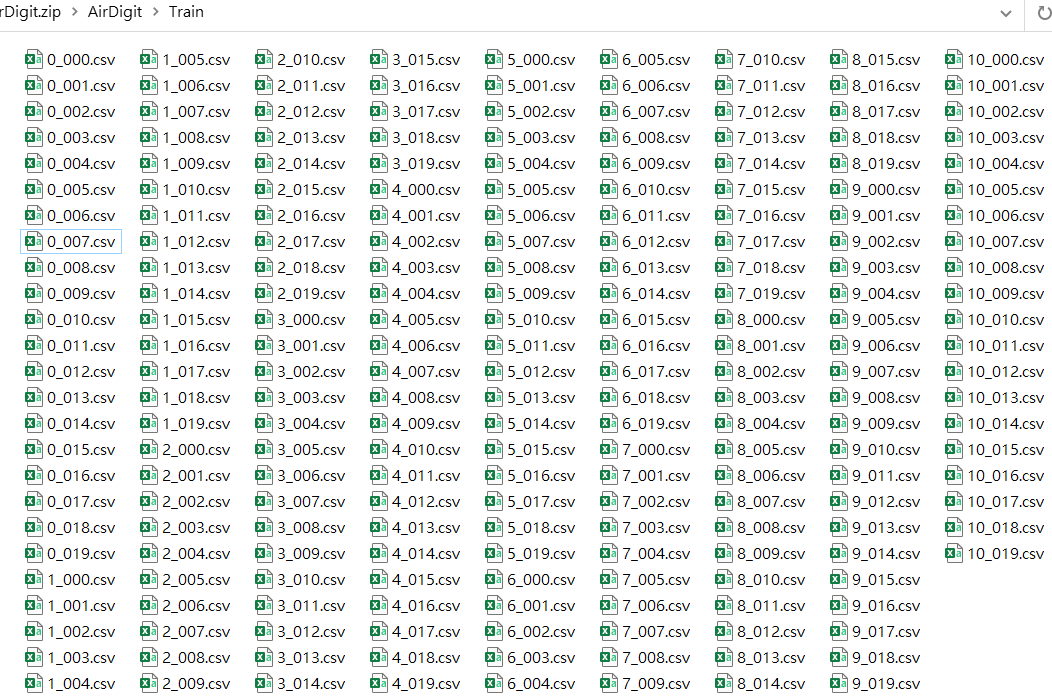 rDigit.zip > AirDigit > Train
0_000.csv 1_005.csv 2_010.csv 3_015.csv 5_000.csv 6_005.csv 7_010.csv 8_015.csv 10_000.csv
0_001.csv 1_006.csv 2_011.csv 3_016.csv 5_001.csv 6_006.csv 7_011.csv 8_016.csv 10_001.csv
0_002.csv 1_007.csv 2_012.csv 3_017.csv 5_002.csv 6_007.csv 7_012.csv 8_017.csv 10_002.csv
0_003.csv 1_008.csv 2_013.csv 3_018.csv 5_003.csv 6_008.csv 7_013.csv 8_018.csv 10_003.csv
0_004.csv 1_009.csv 2_014.csv 3_019.csv 5_004.csv 6_009.csv 7_014.csv 8_019.csv 10_004.csv
0_005.csv 1_010.csv 2_015.csv 4_000.csv 5_005.csv 6_010.csv 7_015.csv 9_000.csv 10_005.csv
0_006.csv 1_011.csv 2_016.csv 4_001.csv 5_006.csv 6_011.csv 7_016.csv 9_001.csv 10_006.csv
0_007.csv 1_012.csv 2_017.csv 4_002.csv 5_007.csv 6_012.csv 7_017.csv 9_002.csv 10_007.csv
0_008.csv 1_013.csv 2_018.csv 4_003.csv 5_008.csv 6_013.csv 7_018.csv 9_003.csv 10_008.csv
0_009.csv 1_014.csv 2_019.csv 4_004.csv 5_009.csv 6_014.csv 7_019.csv 9_004.csv 10_009.csv
0_010.csv 1_015.csv 3_000.csv 4_005.csv 5_010.csv 6_015.csv 8_000.csv 9_005.csv 10_010.csv
0_011.csv 1_016.csv 3_001.csv 4_006.csv 5_011.csv 6_016.csv 8_001.csv 9_006.csv 10_011.csv
0_012.csv 1_017.csv 3_002.csv 4_007.csv 5_012.csv 6_017.csv 8_002.csv 9_007.csv 10_012.csv
0_013.csv 1_018.csv 3_003.csv 4_008.csv 5_013.csv 6_018.csv 8_003.csv 9_008.csv 10_013.csv
0_014.csv 1_019.csv 3_004.csv 4_009.csv 5_014.csv 6_019.csv 8_004.csv 9_009.csv 10_014.csv
0_015.csv 2_000.csv 3_005.csv 4_010.csv 5_015.csv 7_000.csv 8_005.csv 9_010.csv 10_015.csv
0_016.csv 2_001.csv 3_006.csv 4_011.csv 5_016.csv 7_001.csv 8_006.csv 9_011.csv 10_016.csv
0_017.csv 2_002.csv 3_007.csv 4_012.csv 5_017.csv 7_002.csv 8_007.csv 9_012.csv 10_017.csv
0_018.csv 2_003.csv 3_008.csv 4_013.csv 5_018.csv 7_003.csv 8_008.csv 9_013.csv 10_018.csv
0_019.csv 2_004.csv 3_009.csv 4_014.csv 5_019.csv 7_004.csv 8_009.csv 9_014.csv 10_019.csv
1_000.csv 2_005.csv 3_010.csv 4_015.csv 6_000.csv 7_005.csv 8_010.csv 9_015.csv
1_001.csv 2_006.csv 3_011.csv 4_016.csv 6_001.csv 7_006.csv 8_011.csv 9_016.csv
1_002.csv 2_007.csv 3_012.csv 4_017.csv 6_002.csv 7_007.csv 8_012.csv 9_017.csv
1_003.csv 2_008.csv 3_013.csv 4_018.csv 6_003.csv 7_008.csv 8_013.csv 9_018.csv
1_004.csv 2_009.csv 3_014.csv 4_019.csv 6_004.csv 7_009.csv 8_014.csv 9_019.csv